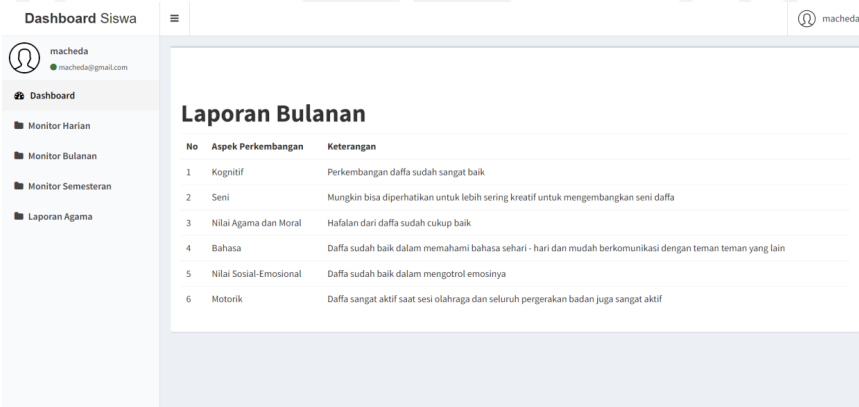 Dashboard Siswa
macheda
macheda
macheda@gmail.com
Dashboard
Monitor Harian
Monitor Bulanan
Monitor Semesteran
Laporan Agama
Laporan Bulanan
No Aspek Perkembangan Keterangan
1 Kognitif Perkembangan daffa sudah sangat baik
2 Seni Mungkin bisa diperhatikan untuk lebih sering kreatif untuk mengembangkan seni daffa
3 Nilai Agama dan Moral Hafalan dari daffa sudah cukup baik
4 Bahasa Daffa sudah baik dalam memahami bahasa sehari - hari dan mudah berkomunikasi dengan teman teman yang lain
5 Nilai Sosial-Emosional Daffa sudah baik dalam mengotrol emosinya
6 Motorik Daffa sangat aktif saat sesi olahraga dan seluruh pergerakan badan juga sangat aktif